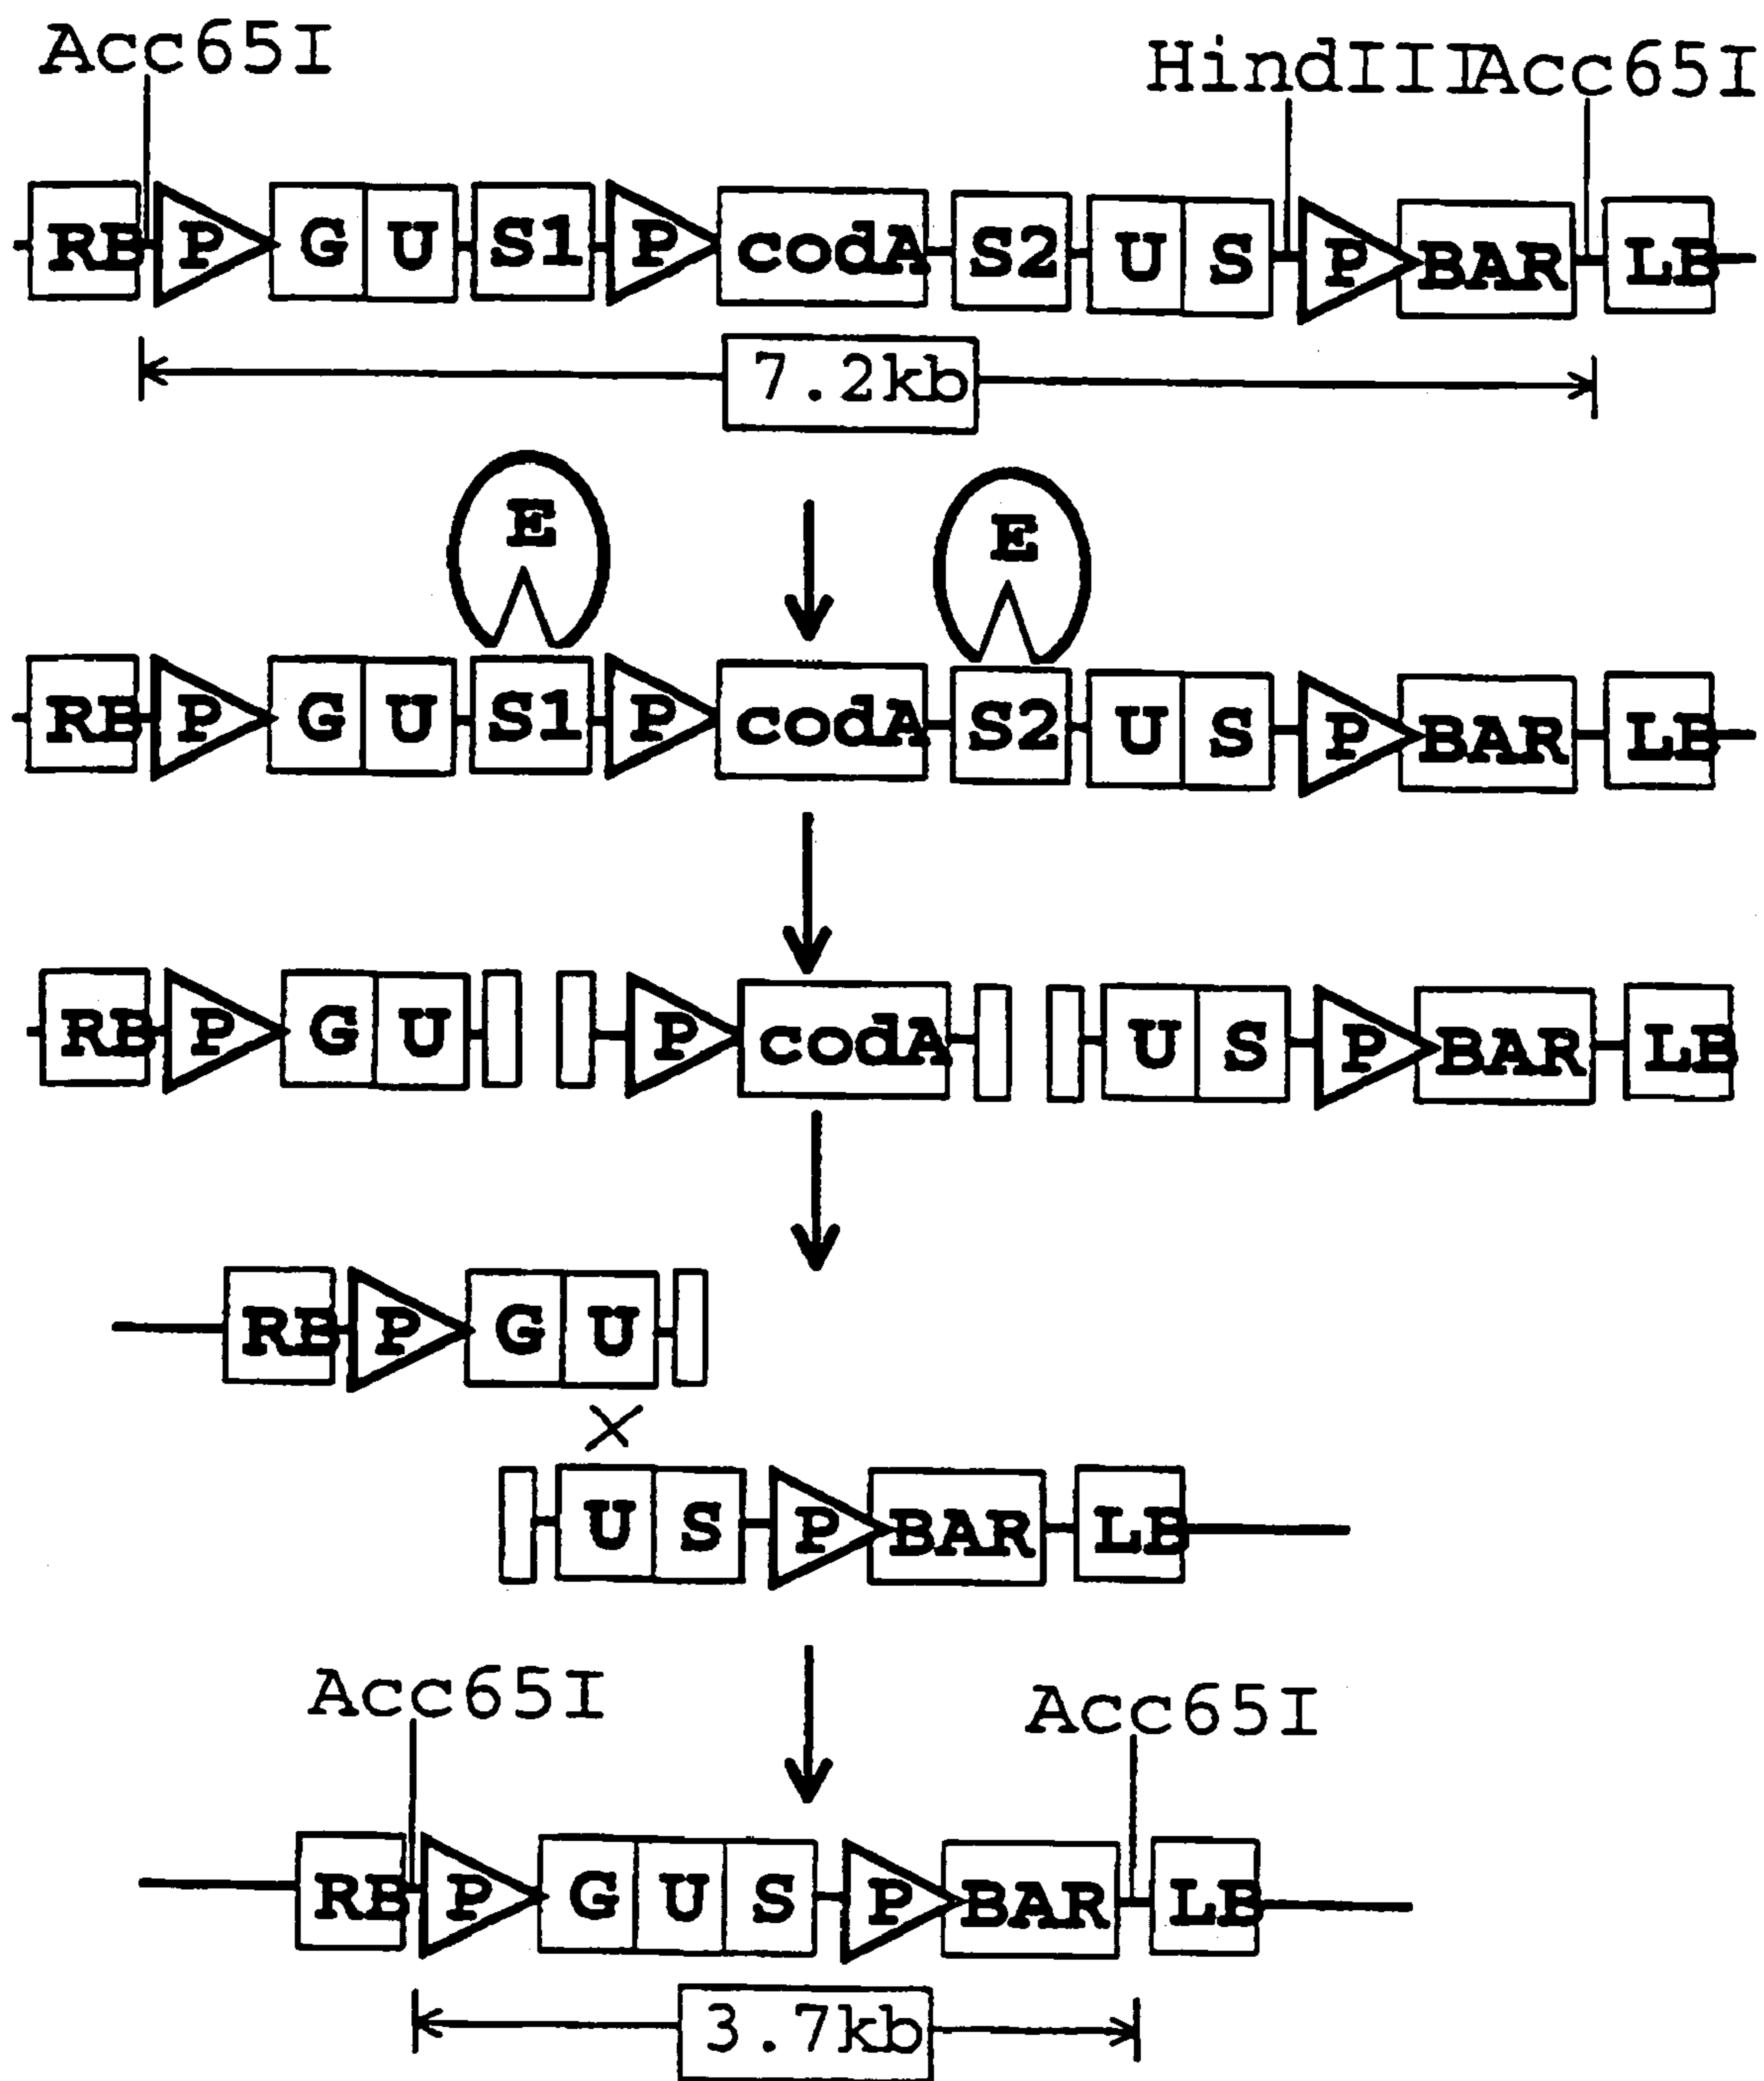 Acc65I HindIII Acc65I
RB P G U S1 P codA S2 U S P BAR LB
7.2kb
E E
RB P G U S1 P codA S2 U S P BAR LB
RB P G U P codA U S P BAR LB
RB P G U
U S P BAR LB
Acc65I Acc65I
RB P G U S P BAR LB
3.7kb